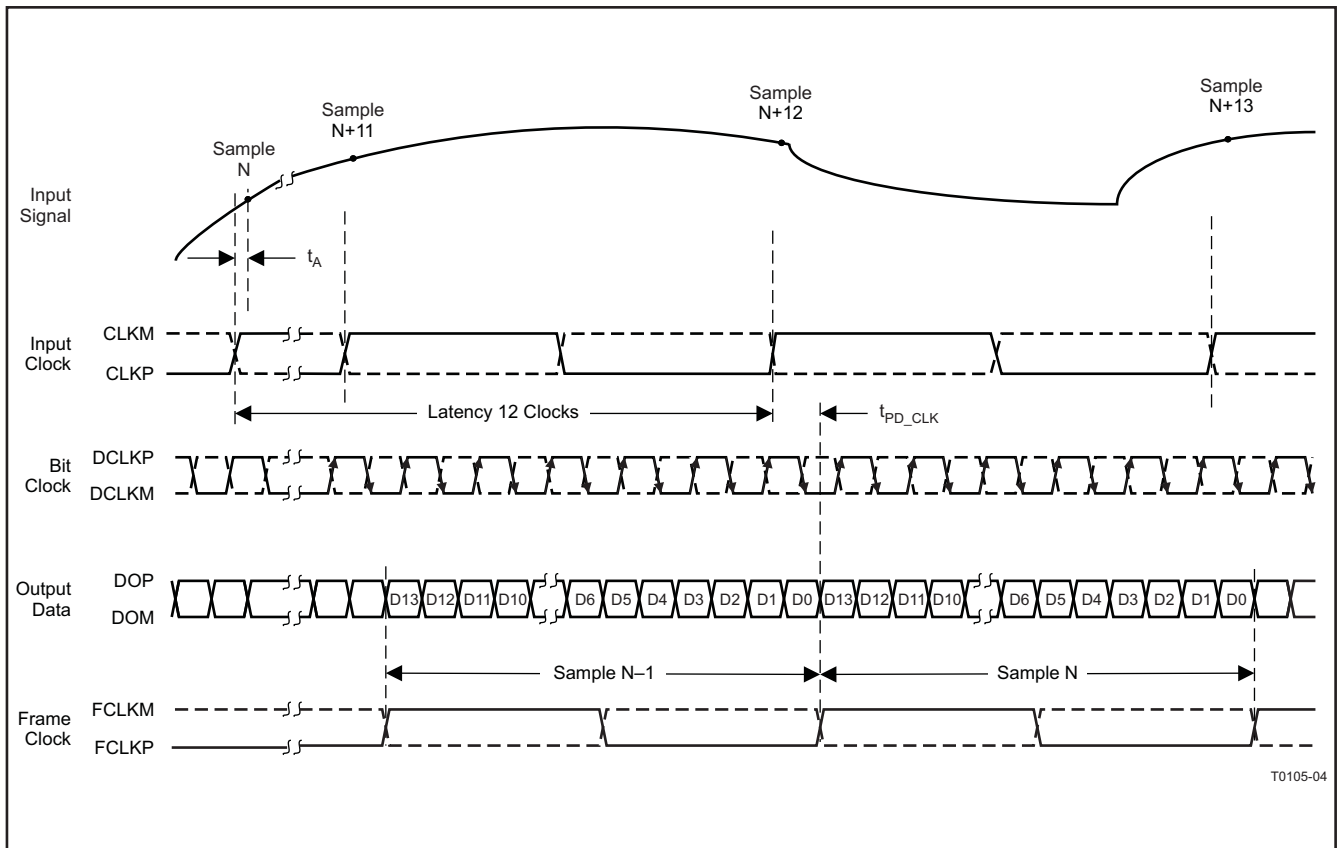 Sample
N
Sample
N+11
Sample
N+12
Sample
N+13
Input
Signal
tA
Input
Clock
CLKM
CLKP
Latency 12 Clocks
tPD_CLK
Bit
Clock
DCLKP
DCLKM
Output
Data
DOP
DOM
D13 D12 D11 D10 D6 D5 D4 D3 D2 D1 D0 D13 D12 D11 D10 D6 D5 D4 D3 D2 D1 D0
Sample N–1
Sample N
Frame
Clock
FCLKM
FCLKP
T0105-04